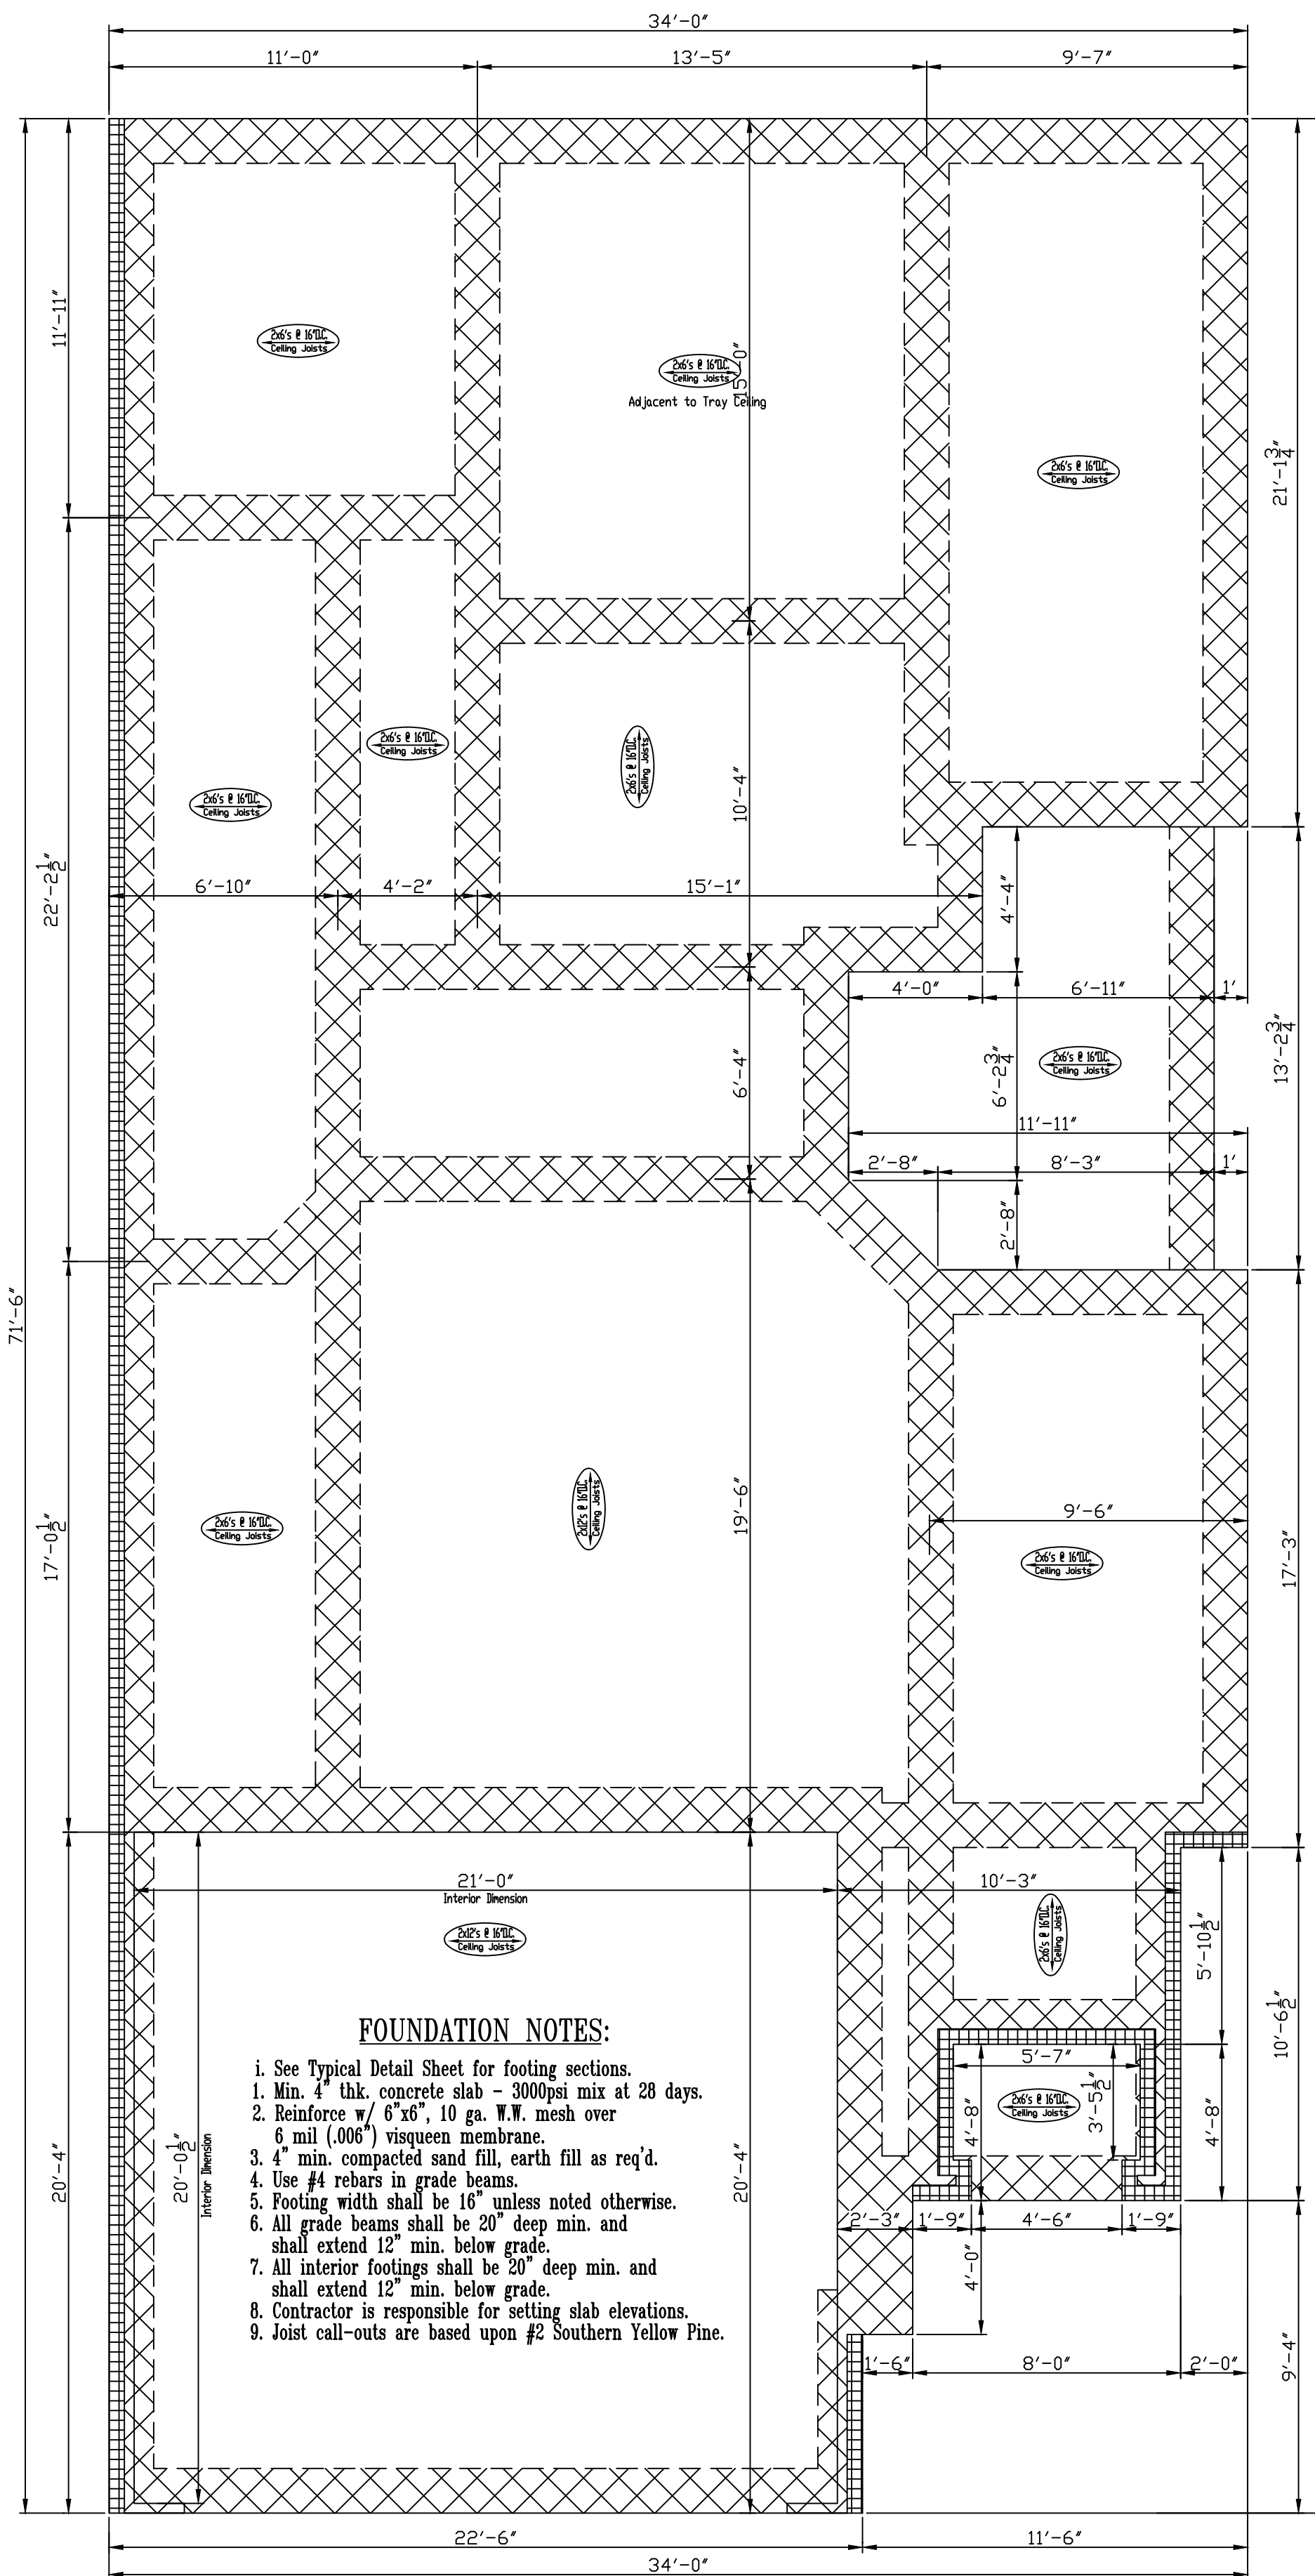 34'-0"
11'-0" 13'-5" 9'-7"
11'-11"
2x6's @ 16"O.C.
Ceiling Joists
2x6's @ 16"O.C.
Ceiling Joists
15'-0"
Adjacent to Tray Ceiling
2x6's @ 16"O.C.
Ceiling Joists
21'-1 3/4"
2x6's @ 16"O.C.
Ceiling Joists
2x6's @ 16"O.C.
Ceiling Joists
2x6's @ 16"O.C.
Ceiling Joists
10'-4"
22'-2 1/2"
6'-10" 4'-2" 15'-1"
4'-4"
4'-0" 6'-11" 1'
13'-2 3/4"
6'-2 3/4"
2x6's @ 16"O.C.
Ceiling Joists
6'-4"
11'-11"
2'-8" 8'-3" 1'
2'-8"
71'-6"
17'-0 1/2"
2x6's @ 16"O.C.
Ceiling Joists
2x12's @ 16"O.C.
Ceiling Joists
19'-6"
9'-6"
2x6's @ 16"O.C.
Ceiling Joists
17'-3"
21'-0"
Interior Dimension
10'-3"
2x12's @ 16"O.C.
Ceiling Joists
2x6's @ 16"O.C.
Ceiling Joists
5'-10 1/2"
10'-6 1/2"
FOUNDATION NOTES:
i. See Typical Detail Sheet for footing sections.
1. Min. 4" thk. concrete slab - 3000psi mix at 28 days.
2. Reinforce w/ 6"x6", 10 ga. W.W. mesh over
6 mil (.006") visqueen membrane.
3. 4" min. compacted sand fill, earth fill as req'd.
4. Use #4 rebars in grade beams.
5. Footing width shall be 16" unless noted otherwise.
6. All grade beams shall be 20" deep min. and
shall extend 12" min. below grade.
7. All interior footings shall be 20" deep min. and
shall extend 12" min. below grade.
8. Contractor is responsible for setting slab elevations.
9. Joist call-outs are based upon #2 Southern Yellow Pine.
20'-4"
20'-0 1/2"
Interior Dimension
20'-4"
5'-7"
3'-5 1/2"
2x6's @ 16"O.C.
Ceiling Joists
4'-8"
4'-8"
2'-3" 1'-9" 4'-6" 1'-9"
4'-0"
1'-6" 8'-0" 2'-0"
9'-4"
22'-6" 11'-6"
34'-0"